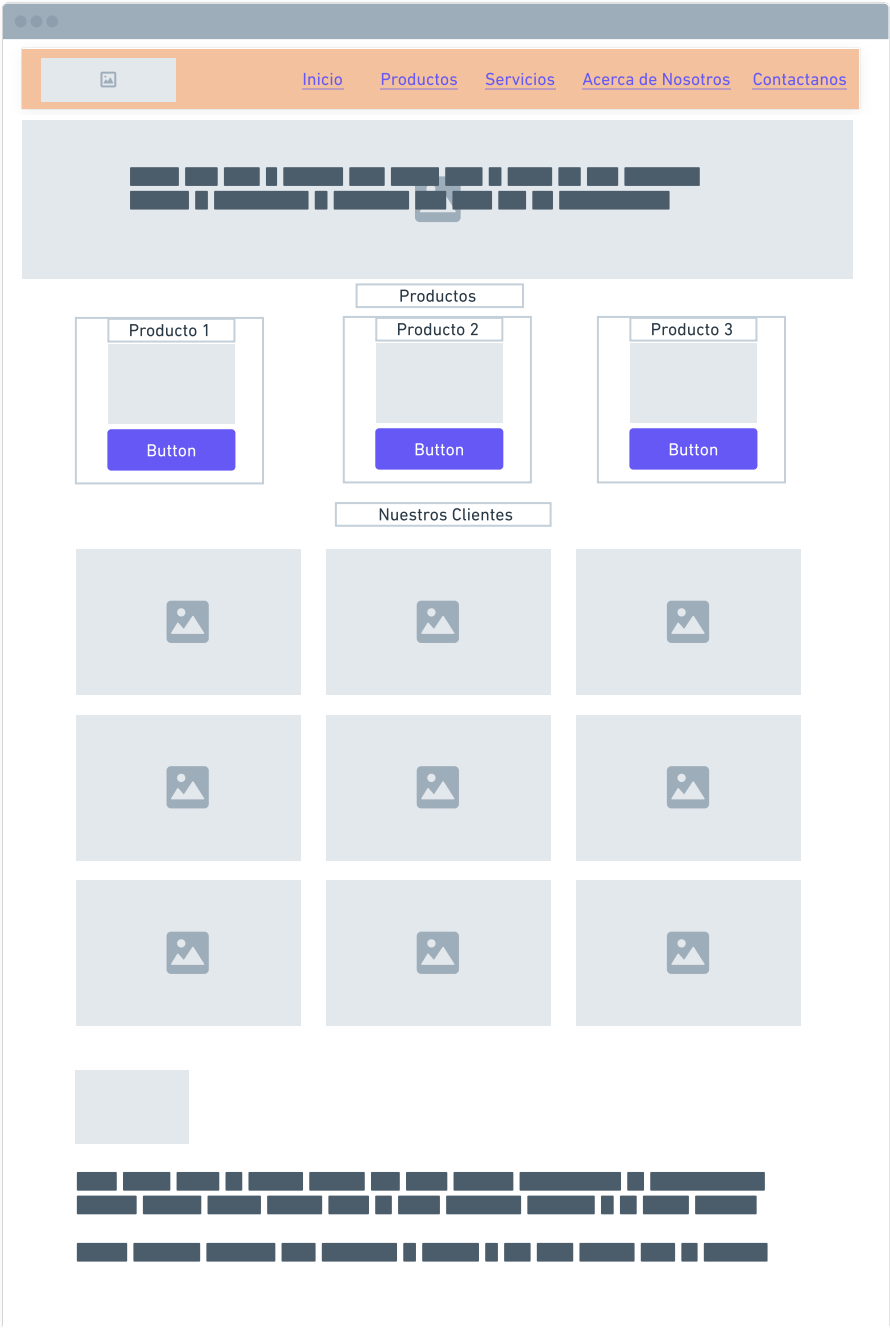 Inicio Productos Servicios Acerca de Nosotros Contactanos
Productos
Producto 1 Producto 2 Producto 3
Button Button Button
Nuestros Clientes